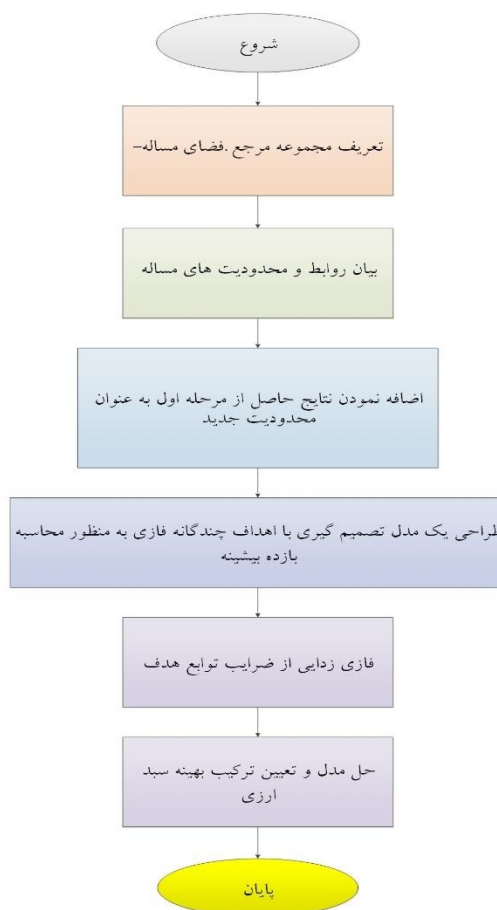 شروع
تعریف مجموعه مرجع .فضای مساله–
بیان روابط و محدودیت های مساله
اضافه نمودن نتایج حاصل از مرحله اول به عنوان
محدودیت جدید
طراحی یک مدل تصمیم گیری با اهداف چندگانه فازی به منظور محاسبه
بازده بیشینه
فازی زدایی از ضرایب توابع هدف
حل مدل و تعیین ترکیب بهینه سبد
ارزی
پایان